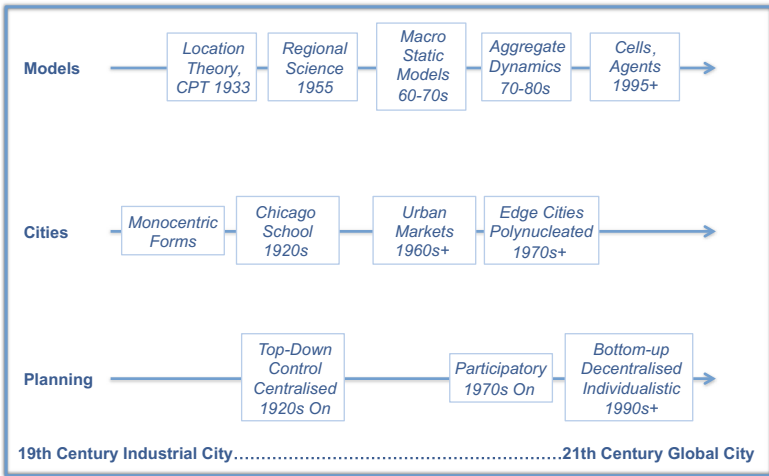 Models
Location
Theory,
CPT 1933
Regional
Science
1955
Macro
Static
Models
60-70s
Aggregate
Dynamics
70-80s
Cells,
Agents
1995+
Cities
Monocentric
Forms
Chicago
School
1920s
Urban
Markets
1960s+
Edge Cities
Polynucleated
1970s+
Planning
Top-Down
Control
Centralised
1920s On
Participatory
1970s On
Bottom-up
Decentralised
Individualistic
1990s+
19th Century Industrial City.......................................................21th Century Global City